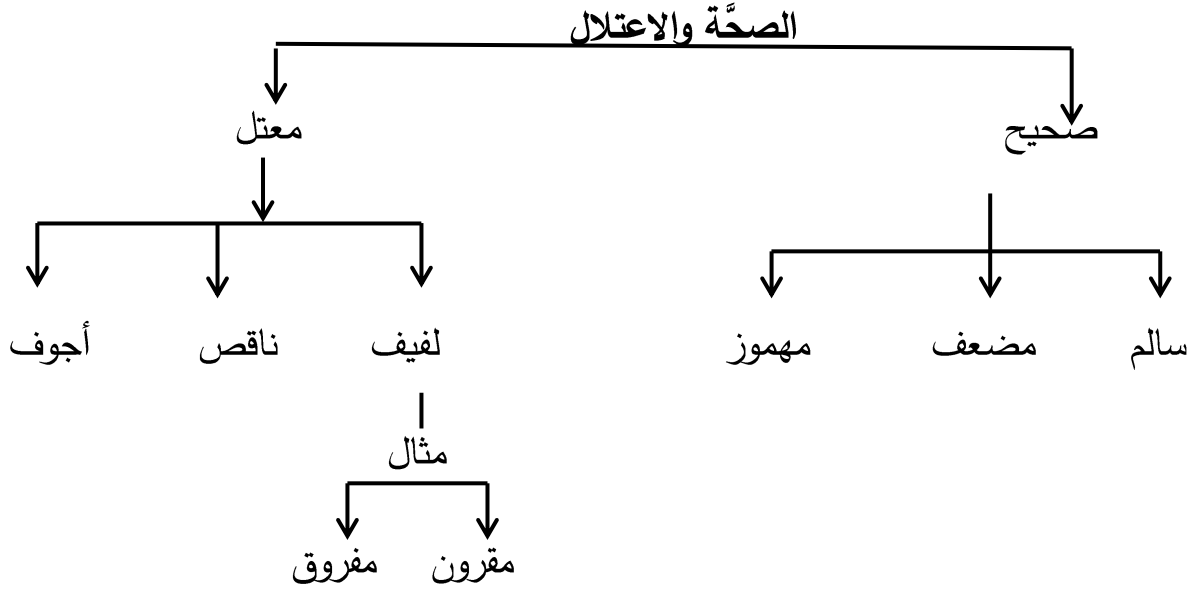 الصحَّة والاعتلال
صحيح
معتل
سالم
مضعف
مهموز
لفيف
ناقص
أجوف
مثال
مقرون
مفروق